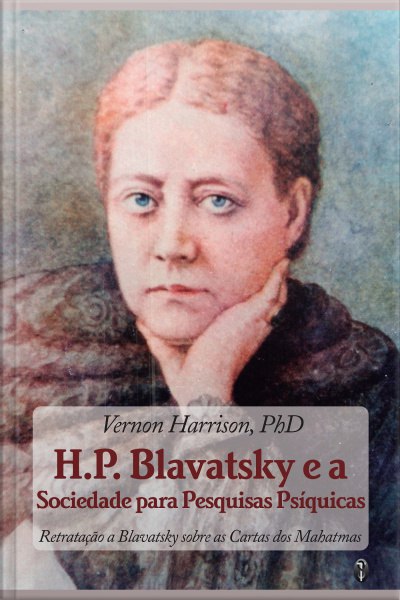 Vernon Harrison, PhD
H.P. Blavatsky e a
Sociedade para Pesquisas Psíquicas
Retratação a Blavatsky sobre as Cartas dos Mahatmas